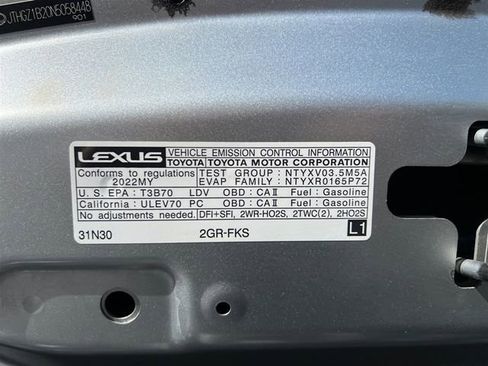 JTHGZ1B20N5058448
901
LEXUS VEHICLE EMISSION CONTROL INFORMATION
TOYOTA TOYOTA MOTOR CORPORATION
Conforms to regulations TEST GROUP : NTYXV03.5M5A
2022MY EVAP FAMILY : NTYXR0165P72
U.S. EPA : T3B70 LDV OBD : CAⅡ Fuel : Gasoline
California : ULEV70 PC OBD : CAⅡ Fuel : Gasoline
No adjustments needed. DFI+SFI, 2WR-HO2S, 2TWC(2), 2HO2S
31N30 2GR-FKS L1